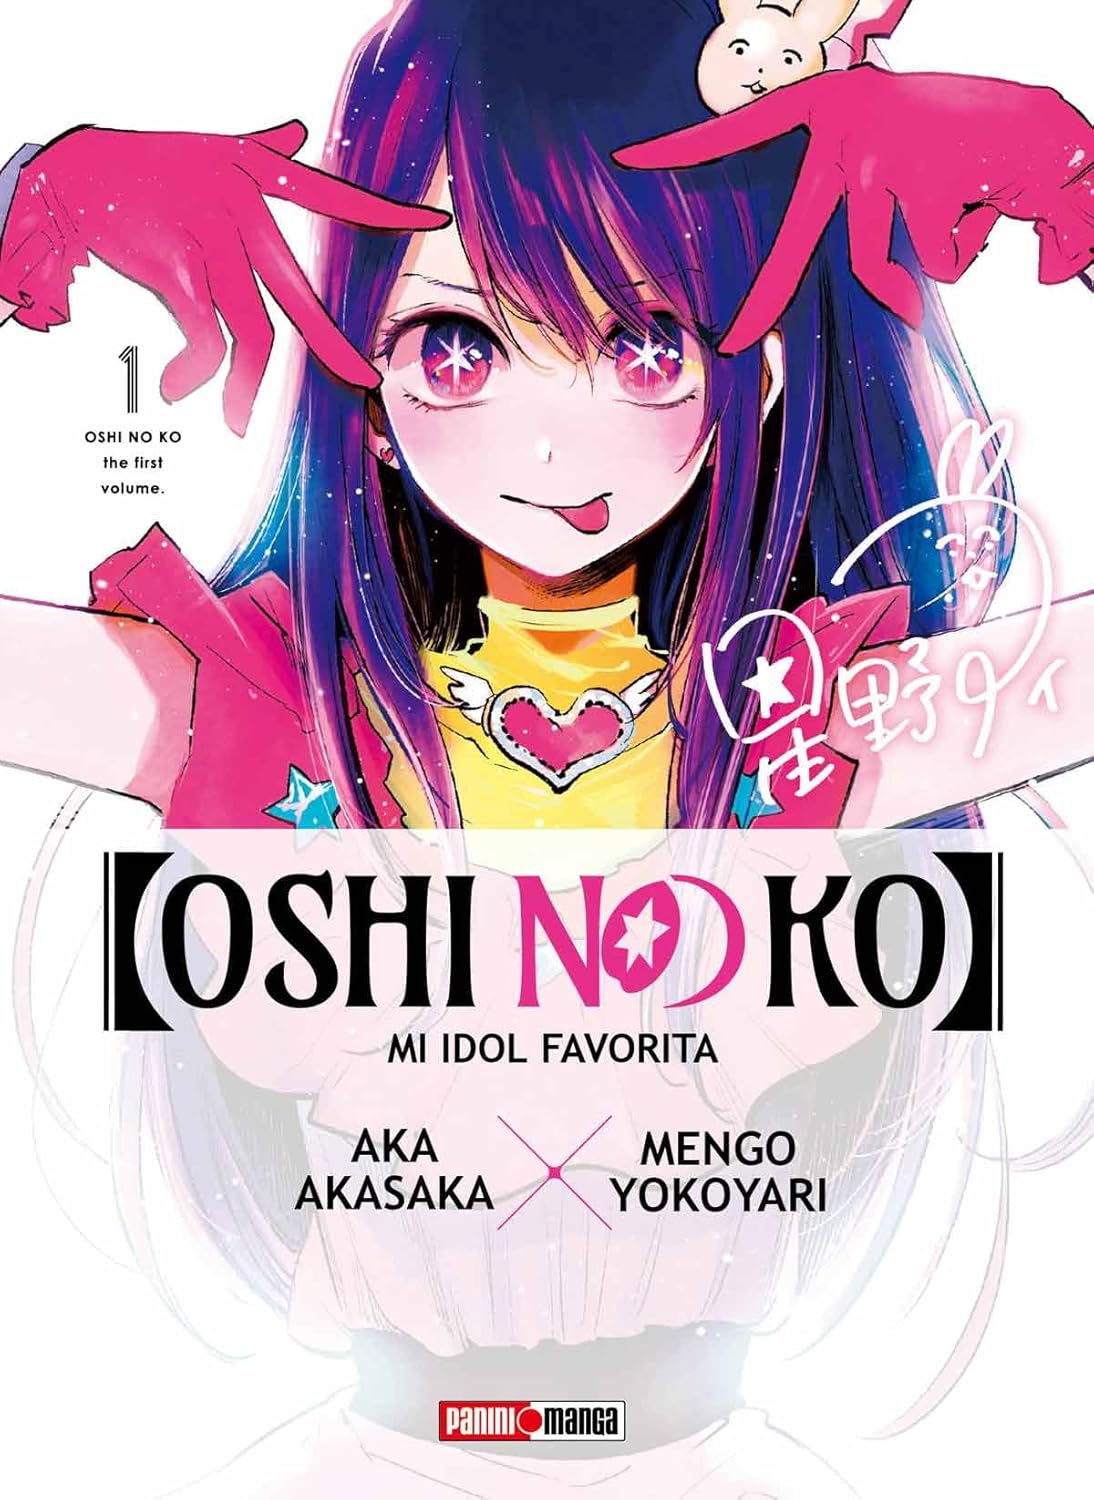 1
OSHI NO KO
the first
volume.
星野アイ
【OSHI NO KO】
MI IDOL FAVORITA
AKA
AKASAKA
MENGO
YOKOYARI
PANINI manga